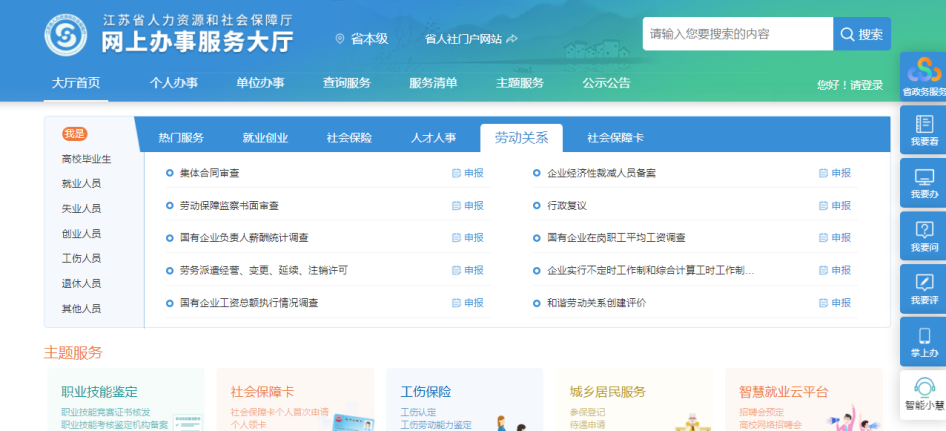 江苏省人力资源和社会保障厅
网上办事服务大厅
省本级
省人社门户网站
请输入您要搜索的内容
搜索
大厅首页 个人办事 单位办事 查询服务 服务清单 主题服务 公示公告
您好！请登录
我是
高校毕业生
就业人员
失业人员
创业人员
工伤人员
退休人员
其他人员
热门服务 就业创业 社会保险 人才人事 劳动关系 社会保障卡
集体合同审查 申报 企业经济性裁减人员备案 申报
劳动保障监察书面审查 申报 行政复议 申报
国有企业负责人薪酬统计调查 申报 国有企业在岗职工平均工资调查 申报
劳务派遣经营、变更、延续、注销许可 申报 企业实行不定时工作制和综合计算工时工作制... 申报
国有企业工资总额执行情况调查 申报 和谐劳动关系创建评价 申报
主题服务
职业技能鉴定
职业技能竞赛证书核发
职业技能考核鉴定机构备案
社会保障卡
社会保障卡个人首次申请
个人领卡
工伤保险
工伤认定
工伤劳动能力鉴定
城乡居民服务
参保登记
待遇申请
智慧就业云平台
招聘会预定
高校网络招聘会
省政务服务
我要看
我要办
我要问
我要评
掌上办
智能小慧